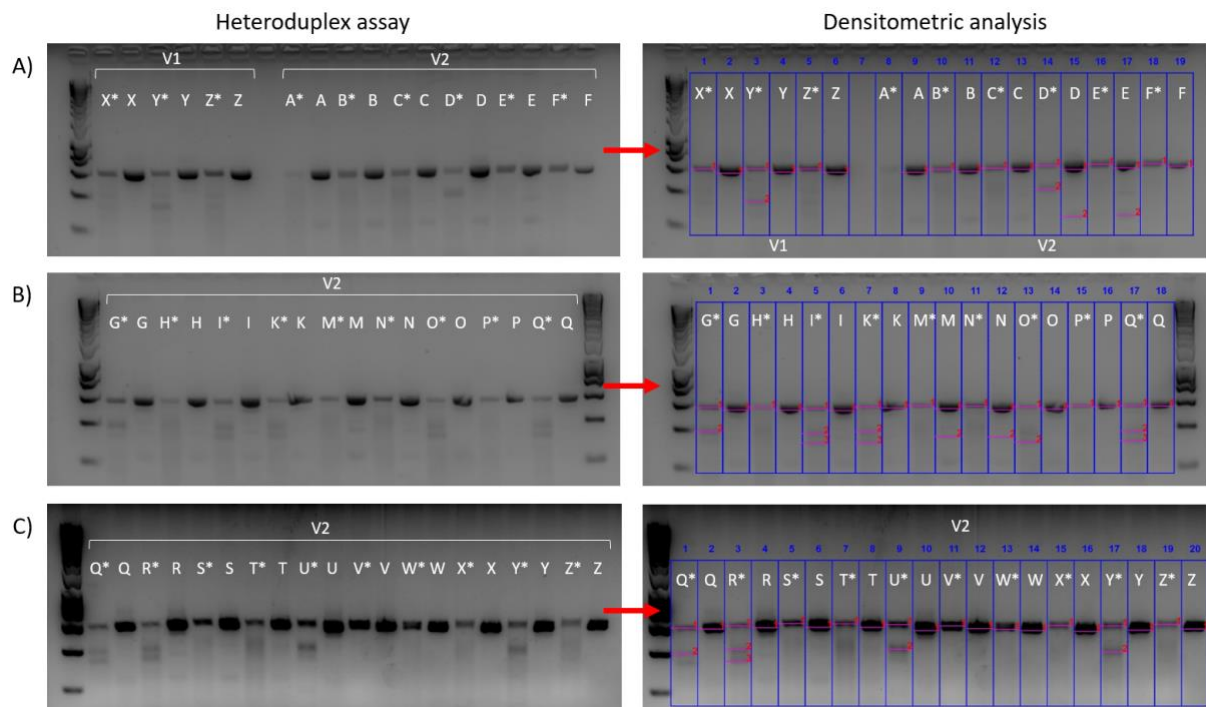 Heteroduplex assay
Densitometric analysis
A)
V1
V2
X* X Y* Y Z* Z A* A B* B C* C D* D E* E F* F
1 2 3 4 5 6 7 8 9 10 11 12 13 14 15 16 17 18 19
X* X Y* Y Z* Z A* A B* B C* C D* D E* E F* F
V1
V2
B)
V2
G* G H* H I* I K* K M* M N* N O* O P* P Q* Q
1 2 3 4 5 6 7 8 9 10 11 12 13 14 15 16 17 18
G* G H* H I* I K* K M* M N* N O* O P* P Q* Q
C)
V2
Q* Q R* R S* S T* T U* U V* V W* W X* X Y* Y Z* Z
V2
1 2 3 4 5 6 7 8 9 10 11 12 13 14 15 16 17 18 19 20
Q* Q R* R S* S T* T U* U V* V W* W X* X Y* Y Z* Z